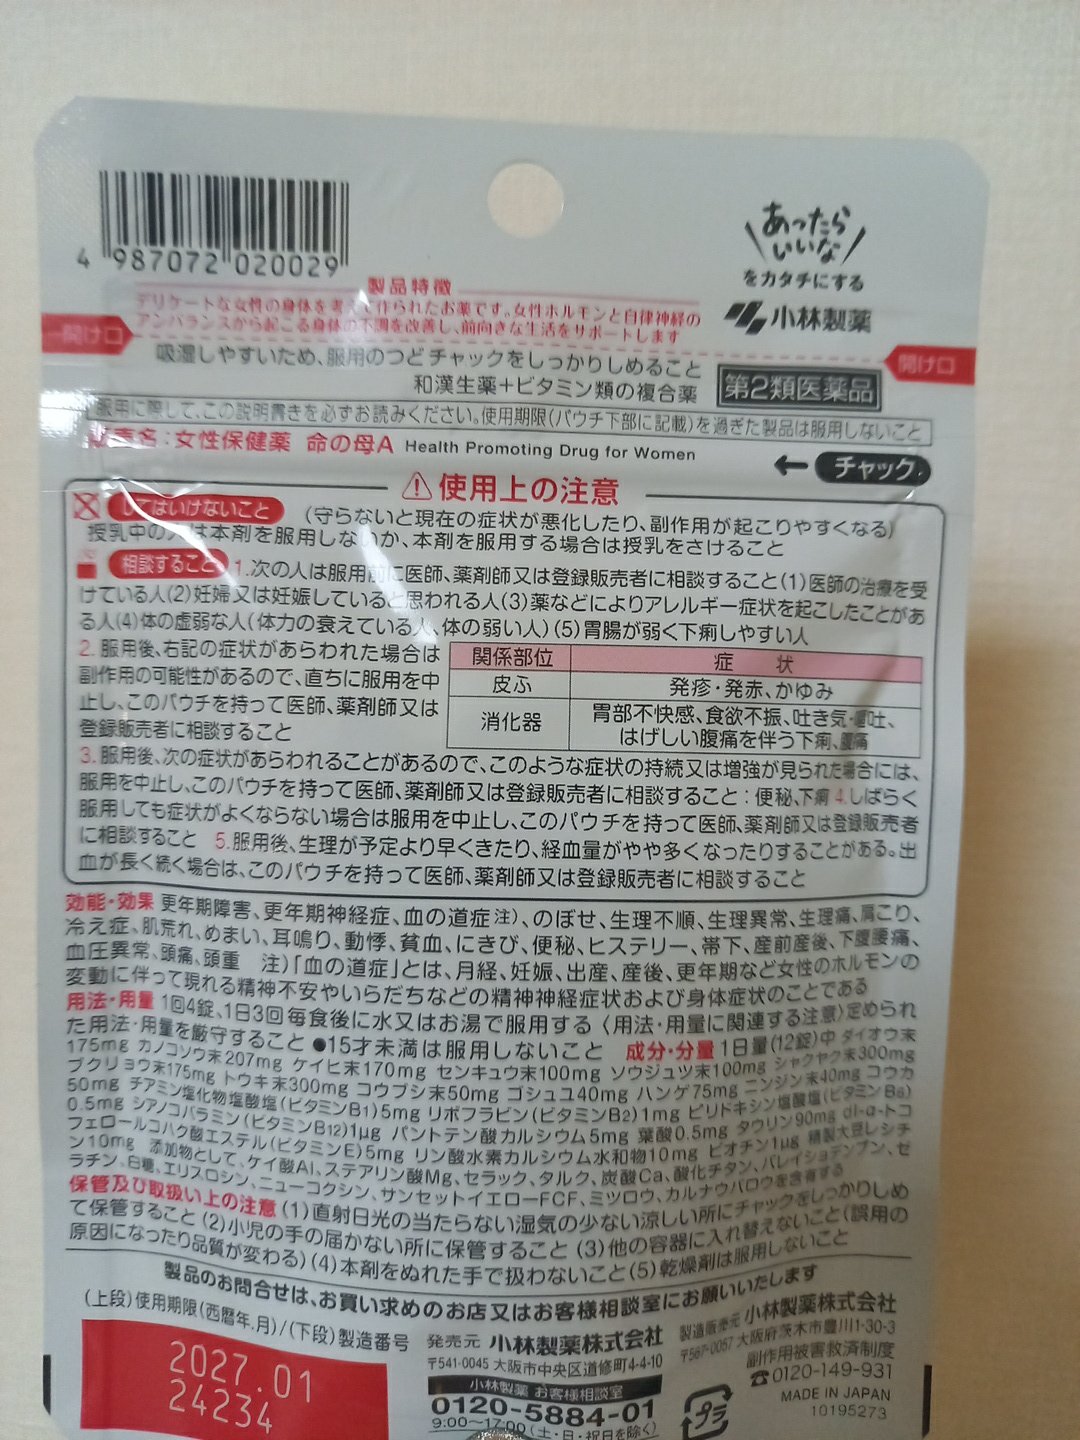 4 987072 020029
あったら
いいな
をカタチにする
小林製薬
製品特徴
デリケートな女性の身体を考えて作られたお薬です。女性ホルモンと自律神経の
アンバランスから起こる身体の不調を改善し、前向きな生活をサポートします
開け口
開け口
吸湿しやすいため、服用のつどチャックをしっかりしめること
和漢生薬+ビタミン類の複合薬
第2類医薬品
服用に際して、この説明書きを必ずお読みください。使用期限(パウチ下部に記載)を過ぎた製品は服用しないこと
販売名:女性保健薬 命の母A Health Promoting Drug for Women
← チャック
使用上の注意
してはいけないこと (守らないと現在の症状が悪化したり、副作用が起こりやすくなる)
授乳中の人は本剤を服用しないか、本剤を服用する場合は授乳をさけること
相談すること 1.次の人は服用前に医師、薬剤師又は登録販売者に相談すること(1)医師の治療を受
けている人(2)妊婦又は妊娠していると思われる人(3)薬などによりアレルギー症状を起こしたことがあ
る人(4)体の虚弱な人(体力の衰えている人、体の弱い人)(5)胃腸が弱く下痢しやすい人
2.服用後、右記の症状があらわれた場合は
副作用の可能性があるので、直ちに服用を中
止し、このパウチを持って医師、薬剤師又は
登録販売者に相談すること
関係部位 症 状
皮ふ 発疹・発赤、かゆみ
消化器 胃部不快感、食欲不振、吐き気・嘔吐、
はげしい腹痛を伴う下痢、腹痛
3.服用後、次の症状があらわれることがあるので、このような症状の持続又は増強が見られた場合には、
服用を中止し、このパウチを持って医師、薬剤師又は登録販売者に相談すること:便秘、下痢 4.しばらく
服用しても症状がよくならない場合は服用を中止し、このパウチを持って医師、薬剤師又は登録販売者
に相談すること 5.服用後、生理が予定より早くきたり、経血量がやや多くなったりすることがある。出
血が長く続く場合は、このパウチを持って医師、薬剤師又は登録販売者に相談すること
効能・効果 更年期障害、更年期神経症、血の道症注)、のぼせ、生理不順、生理異常、生理痛、肩こり、
冷え症、肌荒れ、めまい、耳鳴り、動悸、貧血、にきび、便秘、ヒステリー、帯下、産前産後、下腹腰痛、
血圧異常、頭痛、頭重 注)「血の道症」とは、月経、妊娠、出産、産後、更年期など女性のホルモンの
変動に伴って現れる精神不安やいらだちなどの精神神経症状および身体症状のことである
用法・用量 1回4錠、1日3回毎食後に水又はお湯で服用する〈用法・用量に関連する注意〉定められ
た用法・用量を厳守すること ●15才未満は服用しないこと 成分・分量 1日量(12錠)中 ダイオウ末
175mg カノコソウ末207mg ケイヒ末170mg センキュウ末100mg ソウジュツ末100mg シャクヤク末300mg
ブクリョウ末175mg トウキ末300mg コウブシ末50mg ゴシュユ40mg ハンゲ75mg ニンジン末40mg コウカ
50mg チアミン塩化物塩酸塩(ビタミンB1)5mg リボフラビン(ビタミンB2)1mg ピリドキシン塩酸塩(ビタミンB6)
0.5mg シアノコバラミン(ビタミンB12)1μg パントテン酸カルシウム5mg 葉酸0.5mg タウリン90mg dl-α-トコ
フェロールコハク酸エステル(ビタミンE)5mg リン酸水素カルシウム水和物10mg ビオチン1μg 精製大豆レシチ
ン10mg 添加物として、ケイ酸Al、ステアリン酸Mg、セラック、タルク、炭酸Ca、酸化チタン、バレイショデンプン、ゼ
ラチン、白糖、エリスロシン、ニューコクシン、サンセットイエローFCF、ミツロウ、カルナウバロウを含有する
保管及び取扱い上の注意 (1)直射日光の当たらない湿気の少ない涼しい所にチャックをしっかりしめ
て保管すること(2)小児の手の届かない所に保管すること (3)他の容器に入れ替えないこと(誤用の
原因になったり品質が変わる)(4)本剤をぬれた手で扱わないこと(5)乾燥剤は服用しないこと
製品のお問合せは、お買い求めのお店又はお客様相談室にお願いいたします
(上段)使用期限(西暦年.月)/(下段)製造番号
2027.01
24234
発売元 小林製薬株式会社
〒541-0045 大阪市中央区道修町4-4-10
小林製薬 お客様相談室
0120-5884-01
9:00~17:00(土・日・祝日を除く)
製造販売元 小林製薬株式会社
〒567-0057 大阪府茨木市豊川1-30-3
副作用被害救済制度
☎0120-149-931
MADE IN JAPAN
10195273
プラ